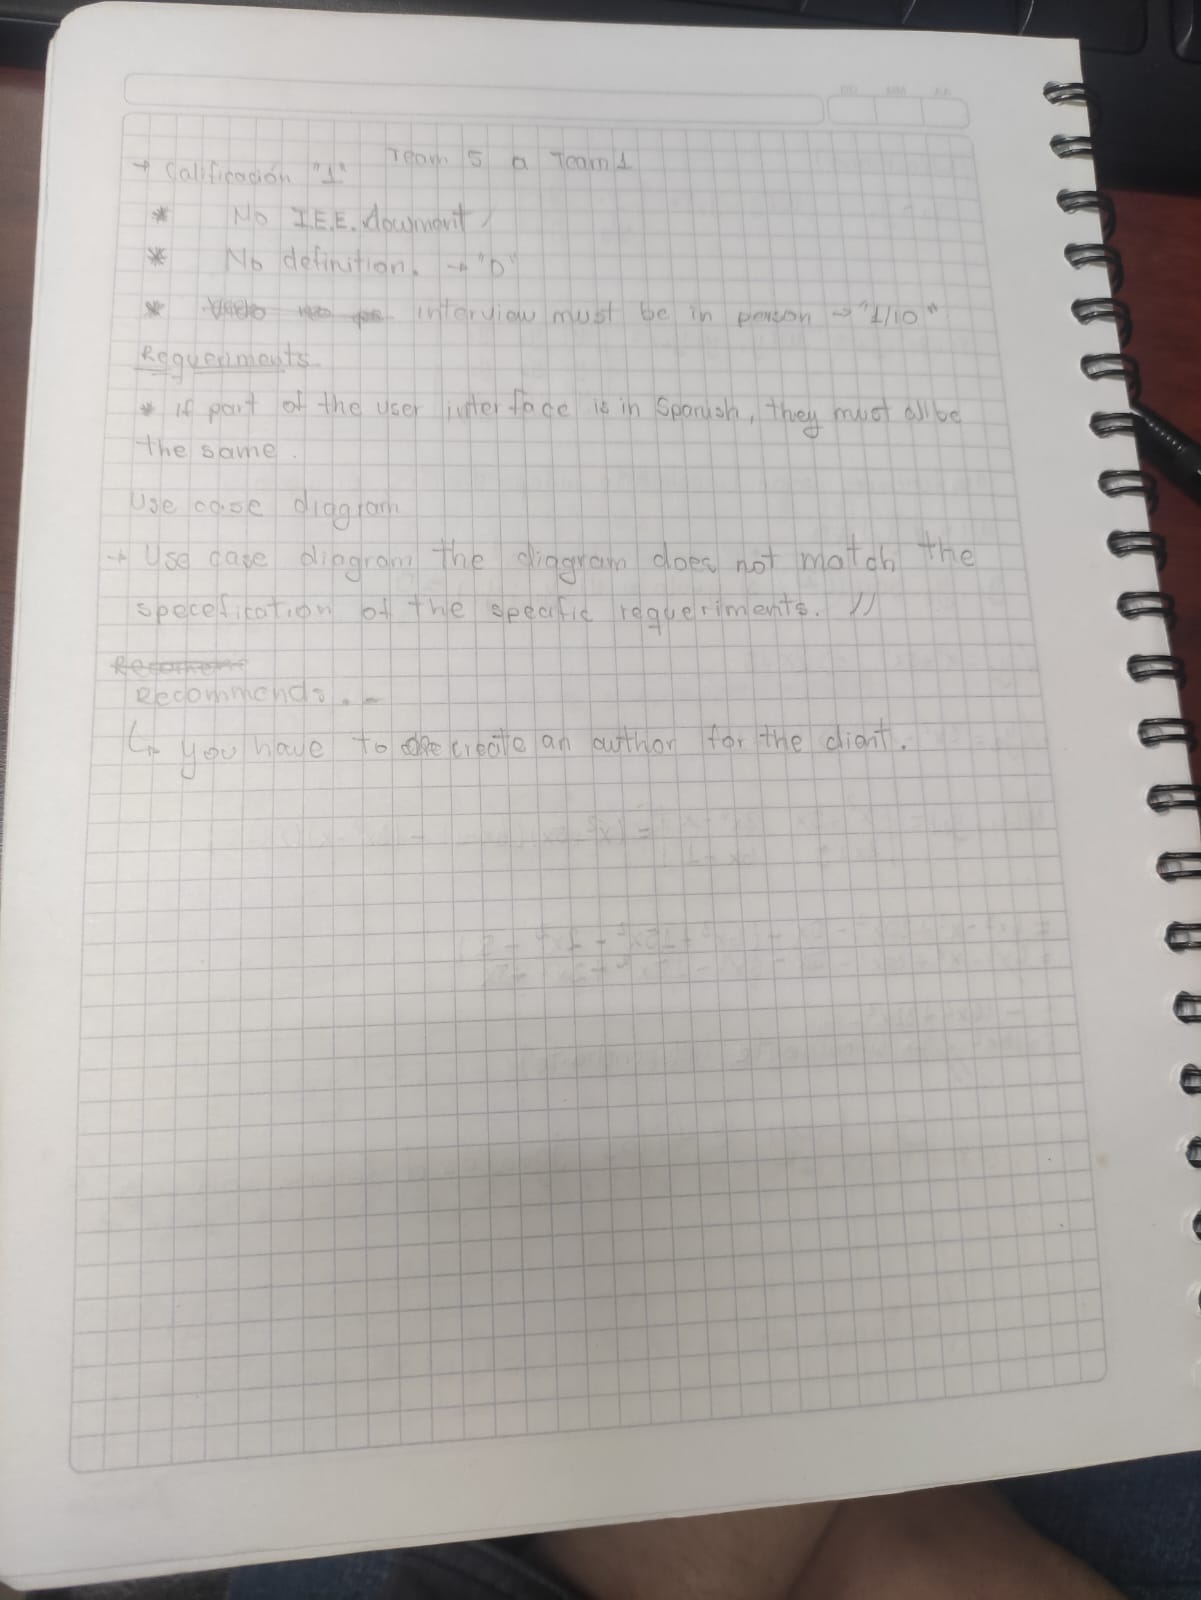 Team 5 a Team 1
→ Calificación "1"
* No I.E.E. document
* No definition. → "0"
* interview must be in person → "1/10"
Requeriments
* if part of the user interface is in Spanish, they must all be
the same.
Use case diagram
→ Use case diagram the diagram does not match the
specefication of the specific requeriments. //
Recommends. -
↳ you have to create an author for the client.